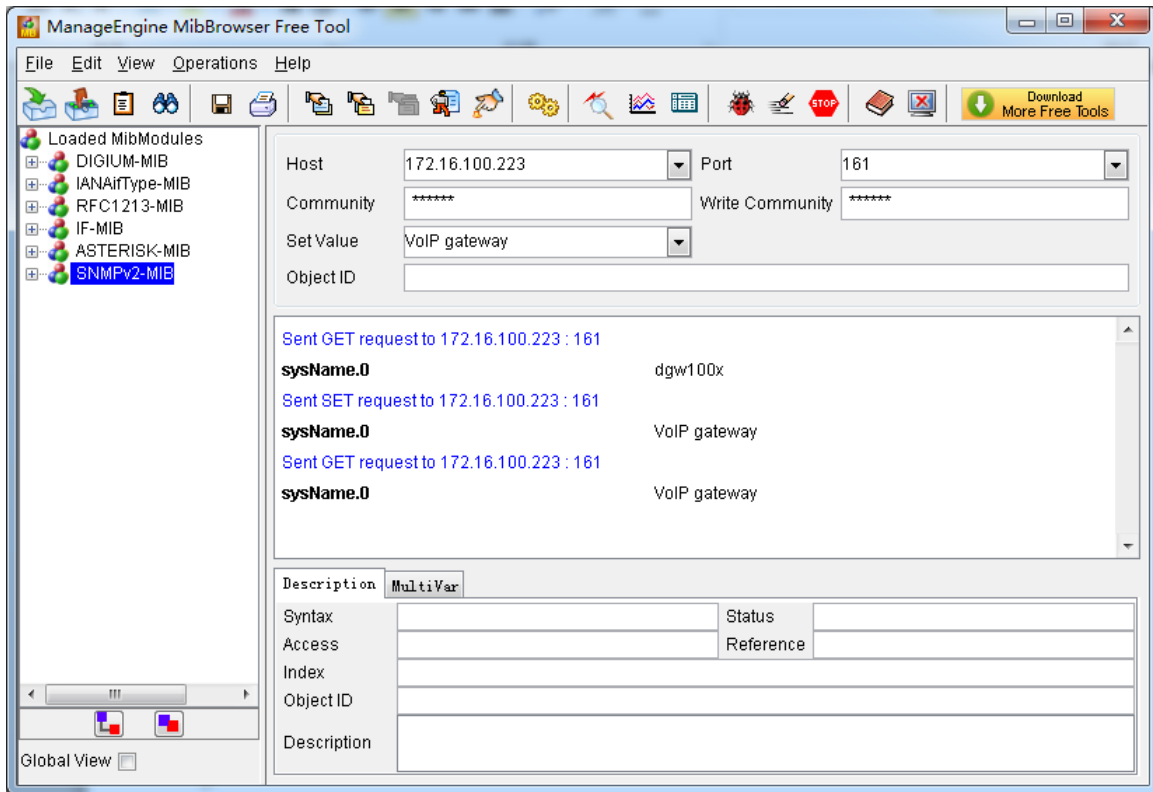 ManageEngine MibBrowser Free Tool
File Edit View Operations Help
STOP
Download
More Free Tools
Loaded MibModules
DIGIUM-MIB
IANAifType-MIB
RFC1213-MIB
IF-MIB
ASTERISK-MIB
SNMPv2-MIB
Global View
Host 172.16.100.223 Port 161
Community ****** Write Community ******
Set Value VoIP gateway
Object ID
Sent GET request to 172.16.100.223 : 161
sysName.0 dgw100x
Sent SET request to 172.16.100.223 : 161
sysName.0 VoIP gateway
Sent GET request to 172.16.100.223 : 161
sysName.0 VoIP gateway
Description MultiVar
Syntax Status
Access Reference
Index
Object ID
Description